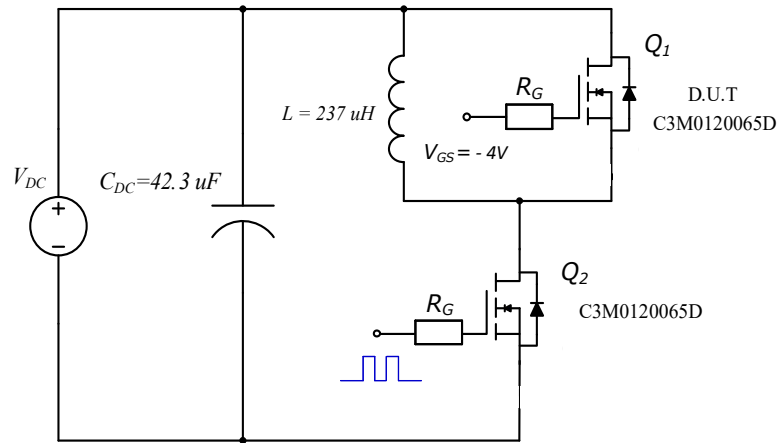 Q1
RG
D.U.T
L = 237 uH
C3M0120065D
VGS = - 4V
VDC
CDC=42.3 uF
+
−
Q2
RG
C3M0120065D